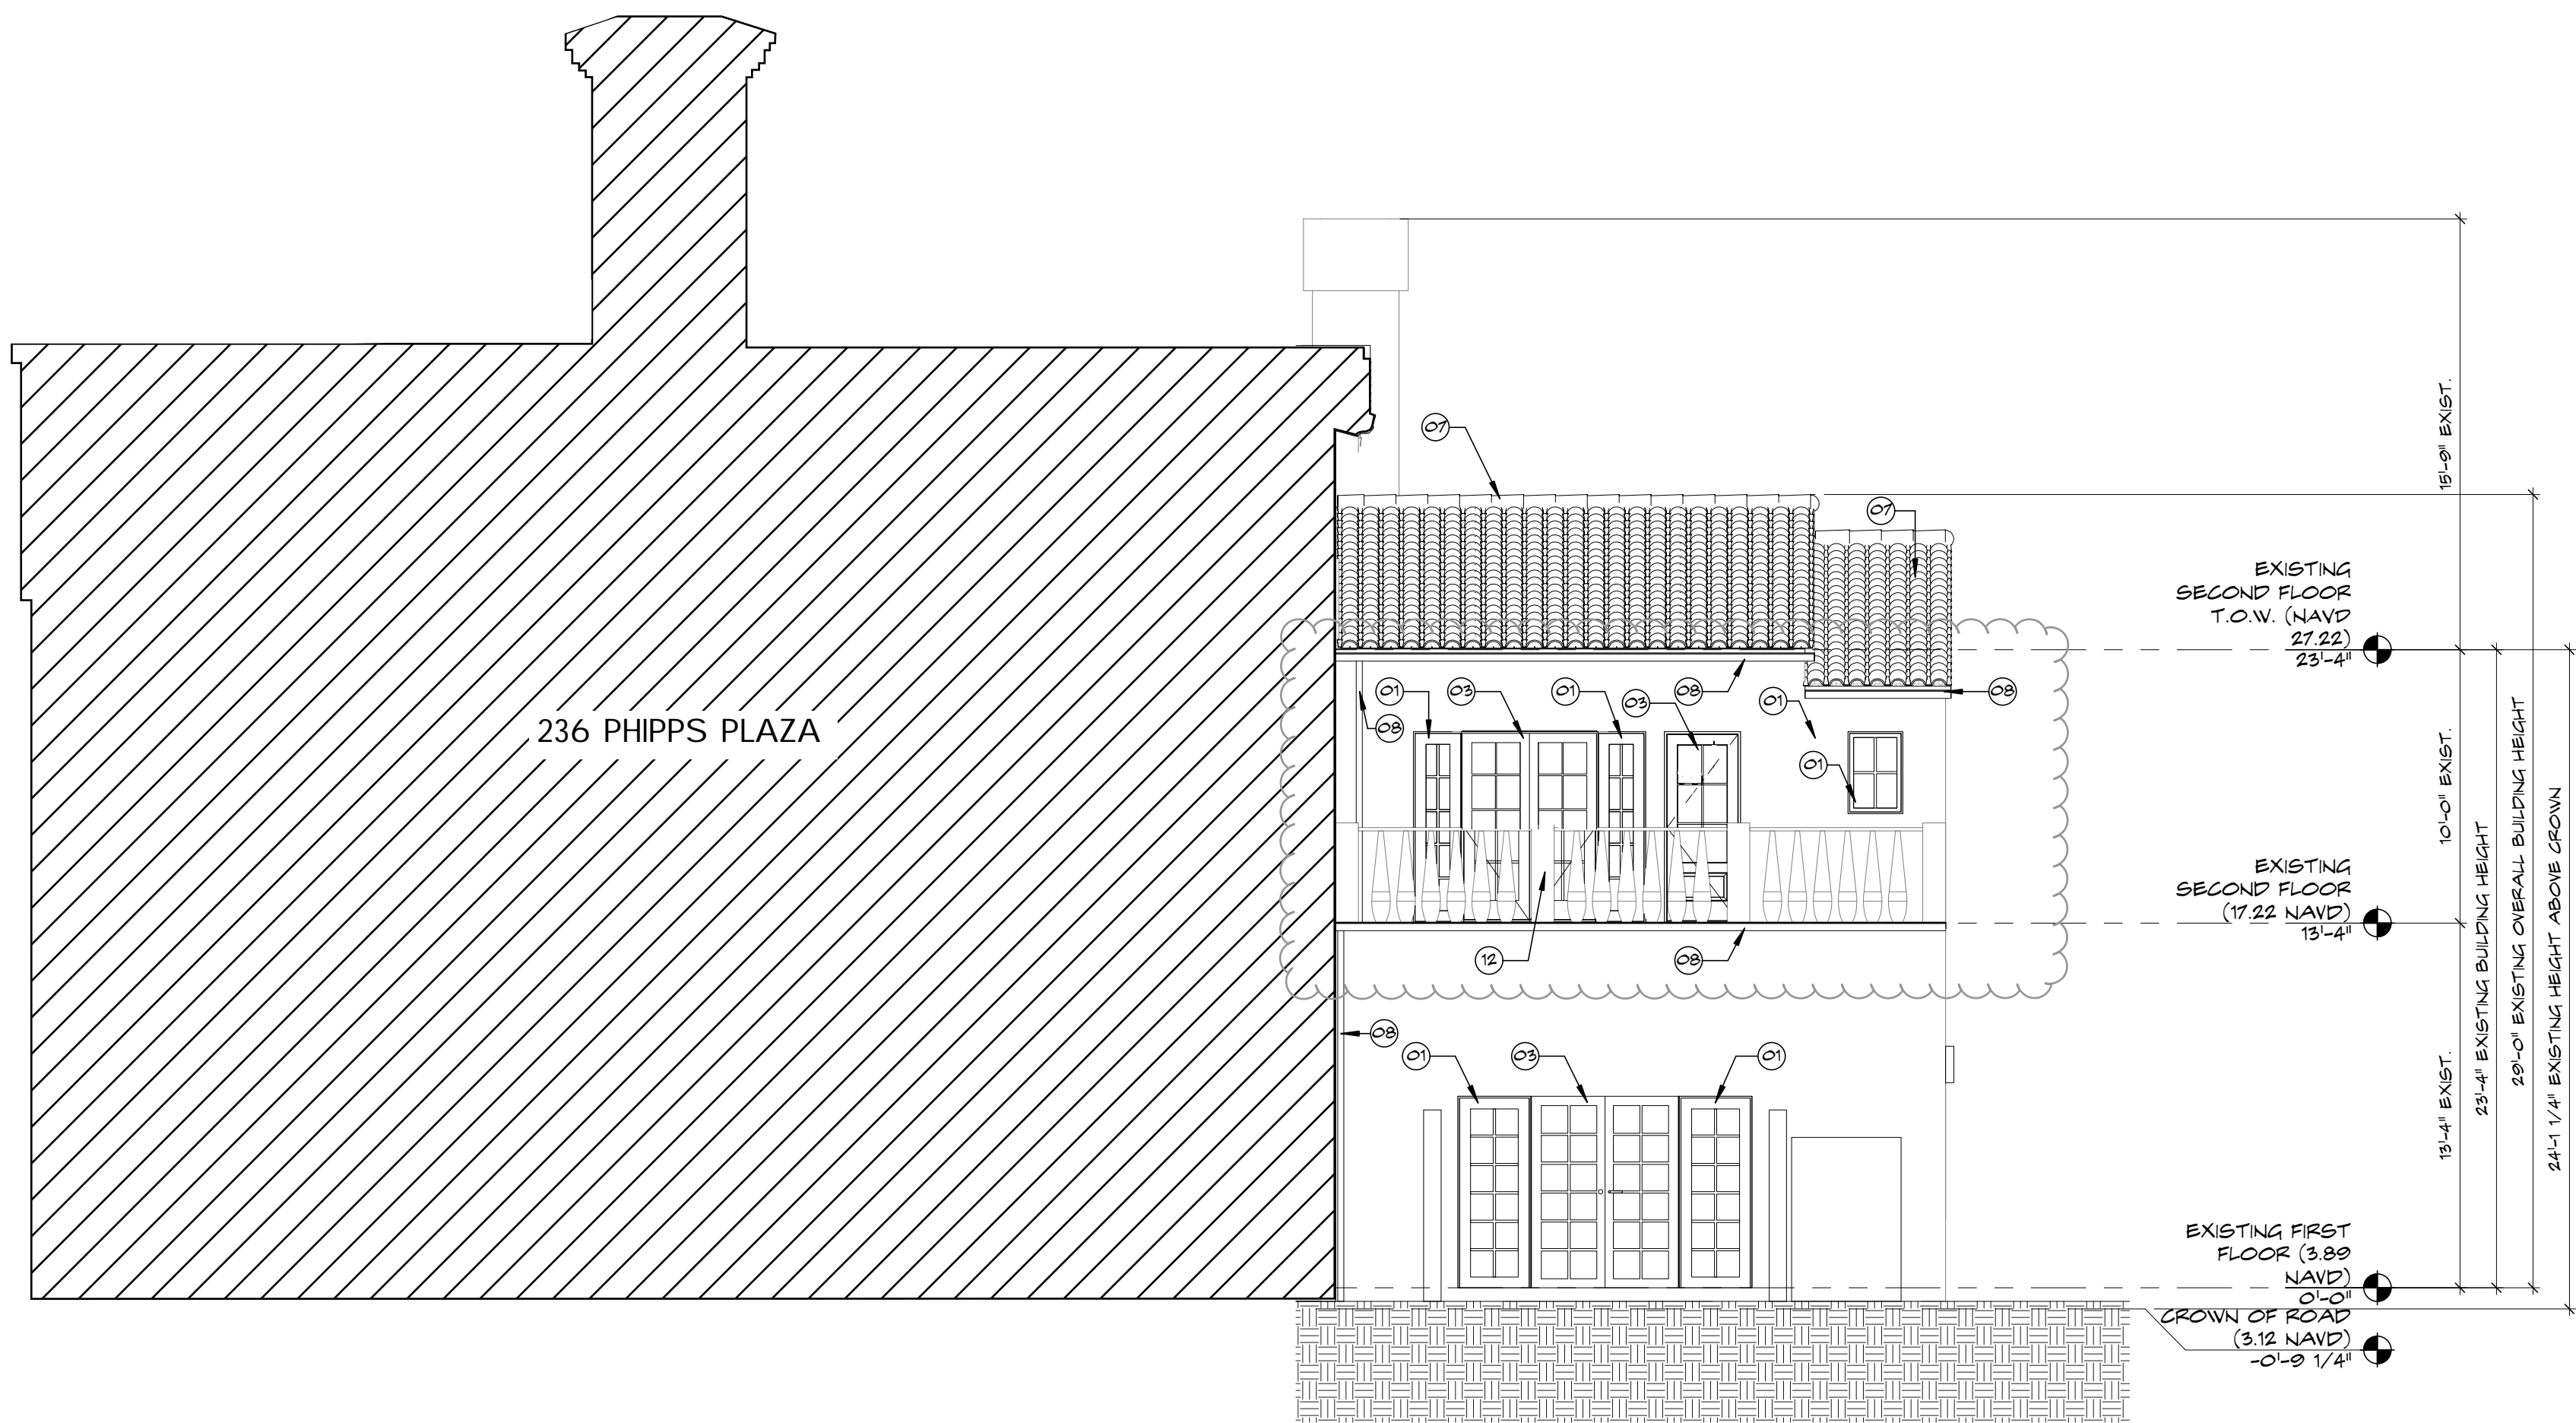 07
15'-9" EXIST.
07
EXISTING
SECOND FLOOR
T.O.W. (NAVD
27.22)
23'-4"
01
03
01
03
08
01
08
08
236 PHIPPS PLAZA
01
10'-0" EXIST.
23'-4" EXISTING BUILDING HEIGHT
29'-0" EXISTING OVERALL BUILDING HEIGHT
24'-1 1/4" EXISTING HEIGHT ABOVE CROWN
EXISTING
SECOND FLOOR
(17.22 NAVD)
13'-4"
12
08
08
01
03
01
13'-4" EXIST.
EXISTING FIRST
FLOOR (3.89
NAVD)
0'-0"
CROWN OF ROAD
(3.12 NAVD)
-0'-9 1/4"